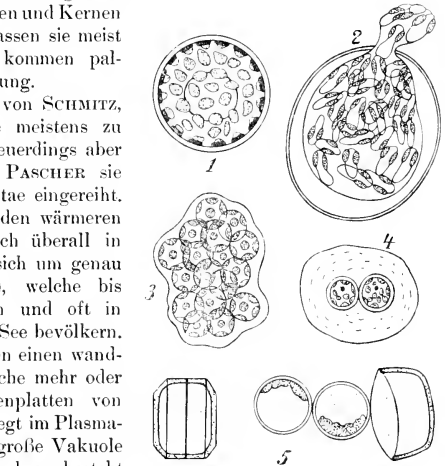 en und Kernen
assen sie meist
kommen pal-
ung.
von SCHMITZ,
meistens zu
euerdings aber
PASCHER sie
tae eingereiht.
den wärmeren
ch überall in
sich um genau
, welche bis
n und oft in
See bevölkern.
n einen wand-
che mehr oder
enplatten von
egt im Plasma-
große Vakuole
1
2
3
4
5